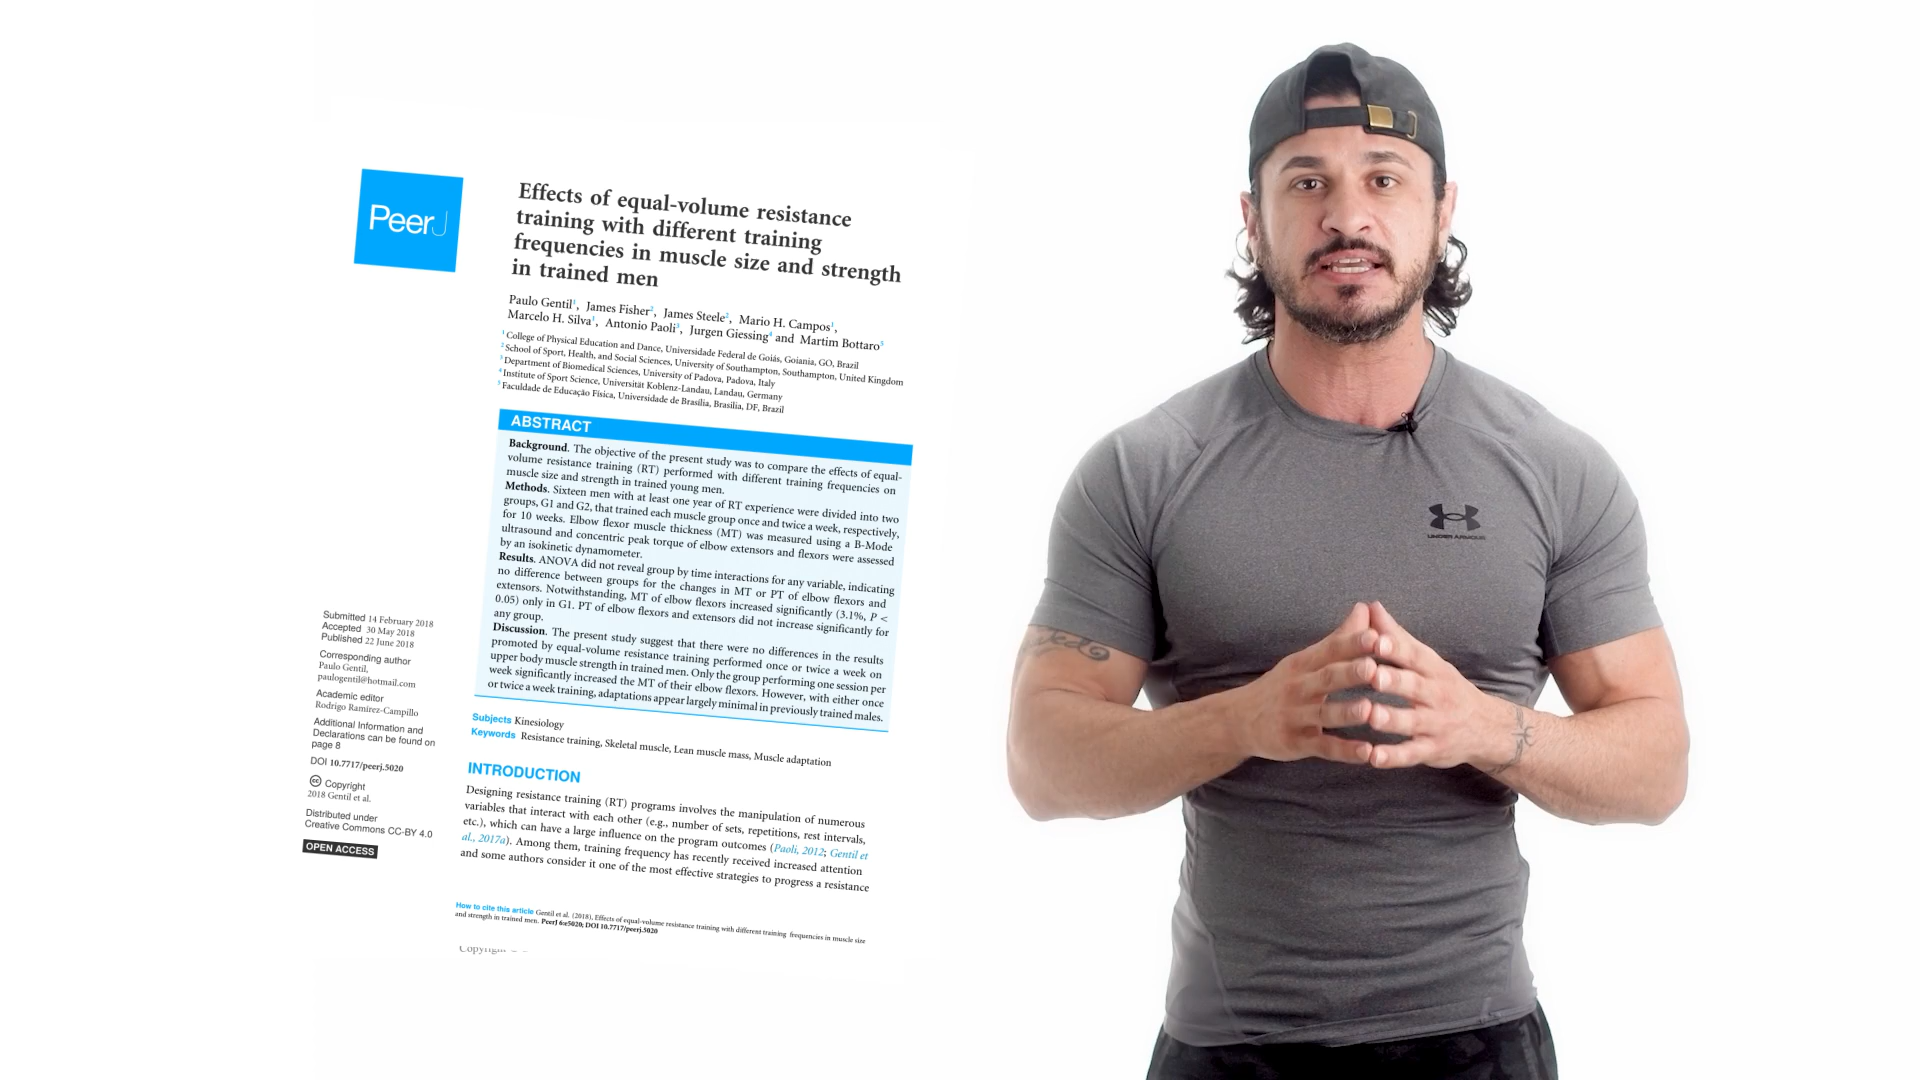 PeerJ
Effects of equal-volume resistance
training with different training
frequencies in muscle size and strength
in trained men
Paulo Gentil1, James Fisher2, James Steele2, Mario H. Campos1,
Marcelo H. Silva1, Antonio Paoli3, Jurgen Giessing4 and Martim Bottaro5
1 College of Physical Education and Dance, Universidade Federal de Goiás, Goiania, GO, Brazil
2 School of Sport, Health, and Social Sciences, University of Southampton, Southampton, United Kingdom
3 Department of Biomedical Sciences, University of Padova, Padova, Italy
4 Institute of Sport Science, Universität Koblenz-Landau, Landau, Germany
5 Faculdade de Educação Física, Universidade de Brasília, Brasilia, DF, Brazil
ABSTRACT
Background. The objective of the present study was to compare the effects of equal-
volume resistance training (RT) performed with different training frequencies on
muscle size and strength in trained young men.
Methods. Sixteen men with at least one year of RT experience were divided into two
groups, G1 and G2, that trained each muscle group once and twice a week, respectively,
for 10 weeks. Elbow flexor muscle thickness (MT) was measured using a B-Mode
ultrasound and concentric peak torque of elbow extensors and flexors were assessed
by an isokinetic dynamometer.
Results. ANOVA did not reveal group by time interactions for any variable, indicating
no difference between groups for the changes in MT or PT of elbow flexors and
extensors. Notwithstanding, MT of elbow flexors increased significantly (3.1%, P <
0.05) only in G1. PT of elbow flexors and extensors did not increase significantly for
any group.
Discussion. The present study suggest that there were no differences in the results
promoted by equal-volume resistance training performed once or twice a week on
upper body muscle strength in trained men. Only the group performing one session per
week significantly increased the MT of their elbow flexors. However, with either once
or twice a week training, adaptations appear largely minimal in previously trained males.
Subjects Kinesiology
Keywords Resistance training, Skeletal muscle, Lean muscle mass, Muscle adaptation
INTRODUCTION
Designing resistance training (RT) programs involves the manipulation of numerous
variables that interact with each other (e.g., number of sets, repetitions, rest intervals,
etc.), which can have a large influence on the program outcomes (Paoli, 2012; Gentil et
al., 2017a). Among them, training frequency has recently received increased attention
and some authors consider it one of the most effective strategies to progress a resistance
Submitted 14 February 2018
Accepted 30 May 2018
Published 22 June 2018
Corresponding author
Paulo Gentil,
paulogentil@hotmail.com
Academic editor
Rodrigo Ramírez-Campillo
Additional Information and
Declarations can be found on
page 8
DOI 10.7717/peerj.5020
cc Copyright
2018 Gentil et al.
Distributed under
Creative Commons CC-BY 4.0
OPEN ACCESS
How to cite this article Gentil et al. (2018), Effects of equal-volume resistance training with different training frequencies in muscle size
and strength in trained men. PeerJ 6:e5020; DOI 10.7717/peerj.5020
UNDER ARMOUR